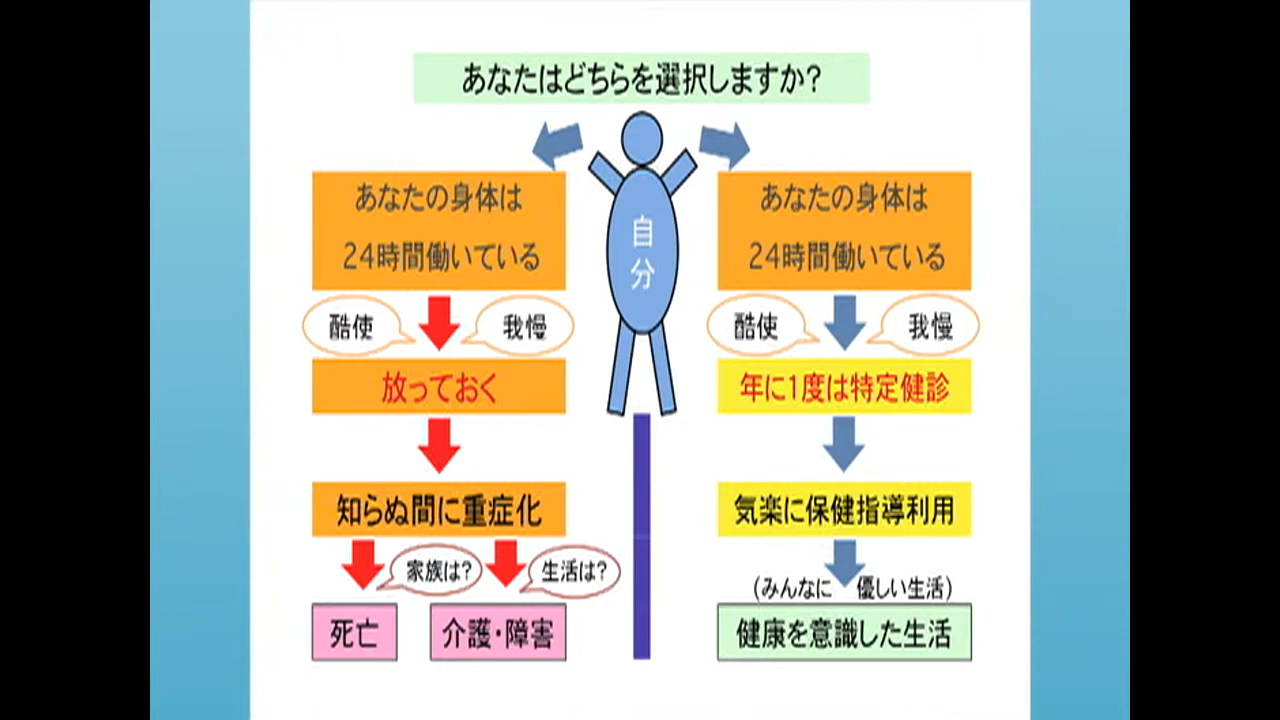 あなたはどちらを選択しますか?
あなたの身体は
24時間働いている
酷使
我慢
放っておく
知らぬ間に重症化
家族は?
生活は?
死亡
介護・障害
自
分
あなたの身体は
24時間働いている
酷使
我慢
年に1度は特定健診
気楽に保健指導利用
(みんなに 優しい生活)
健康を意識した生活